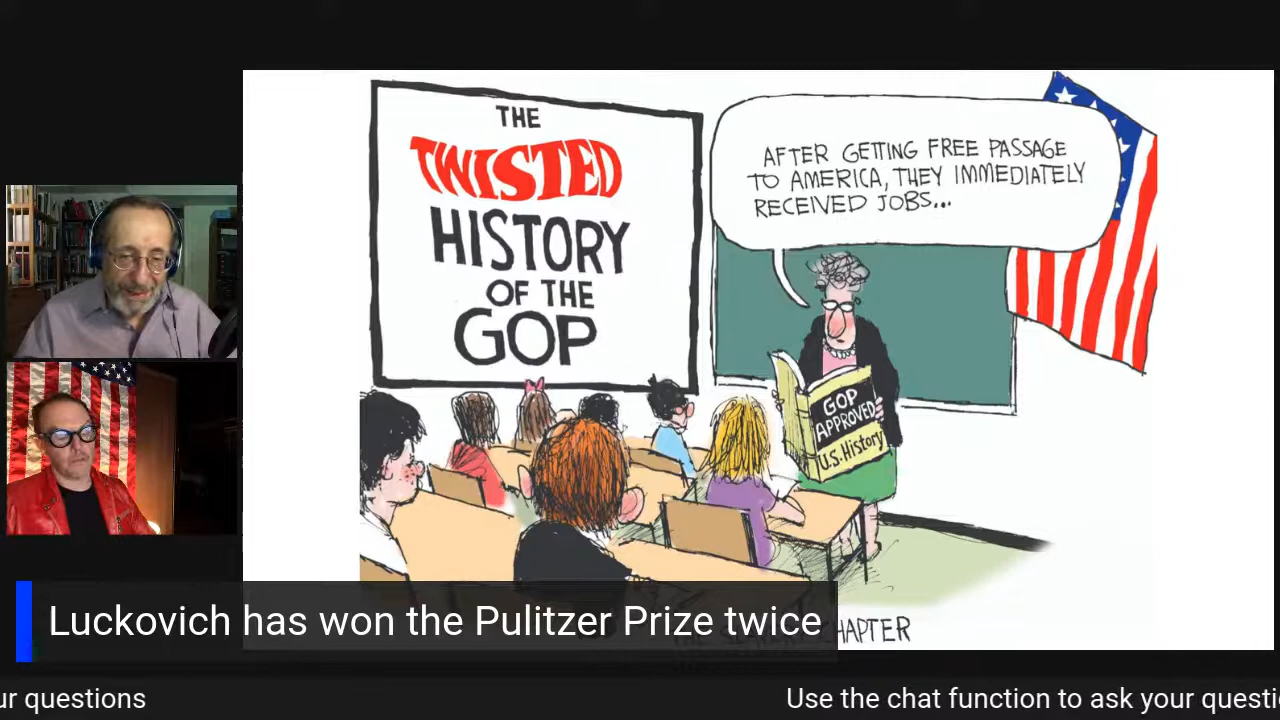 THE
TWISTED
HISTORY
OF THE
GOP
AFTER GETTING FREE PASSAGE
TO AMERICA, THEY IMMEDIATELY
RECEIVED JOBS...
GOP
APPROVED
U.S. History
Luckovich has won the Pulitzer Prize twice
CHAPTER
ur questions
Use the chat function to ask your questi